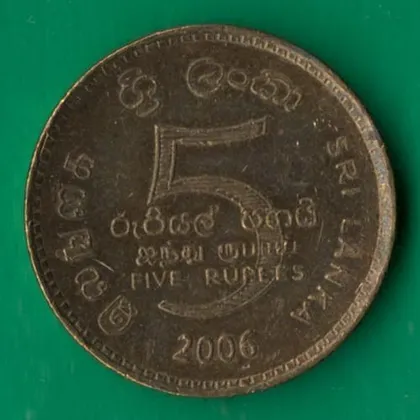 ශ්‍රී ලංකා
இலங்கை
SRI LANKA
5
රුපියල් පහයි
ஐந்து ரூபாய்
FIVE RUPEES
2006